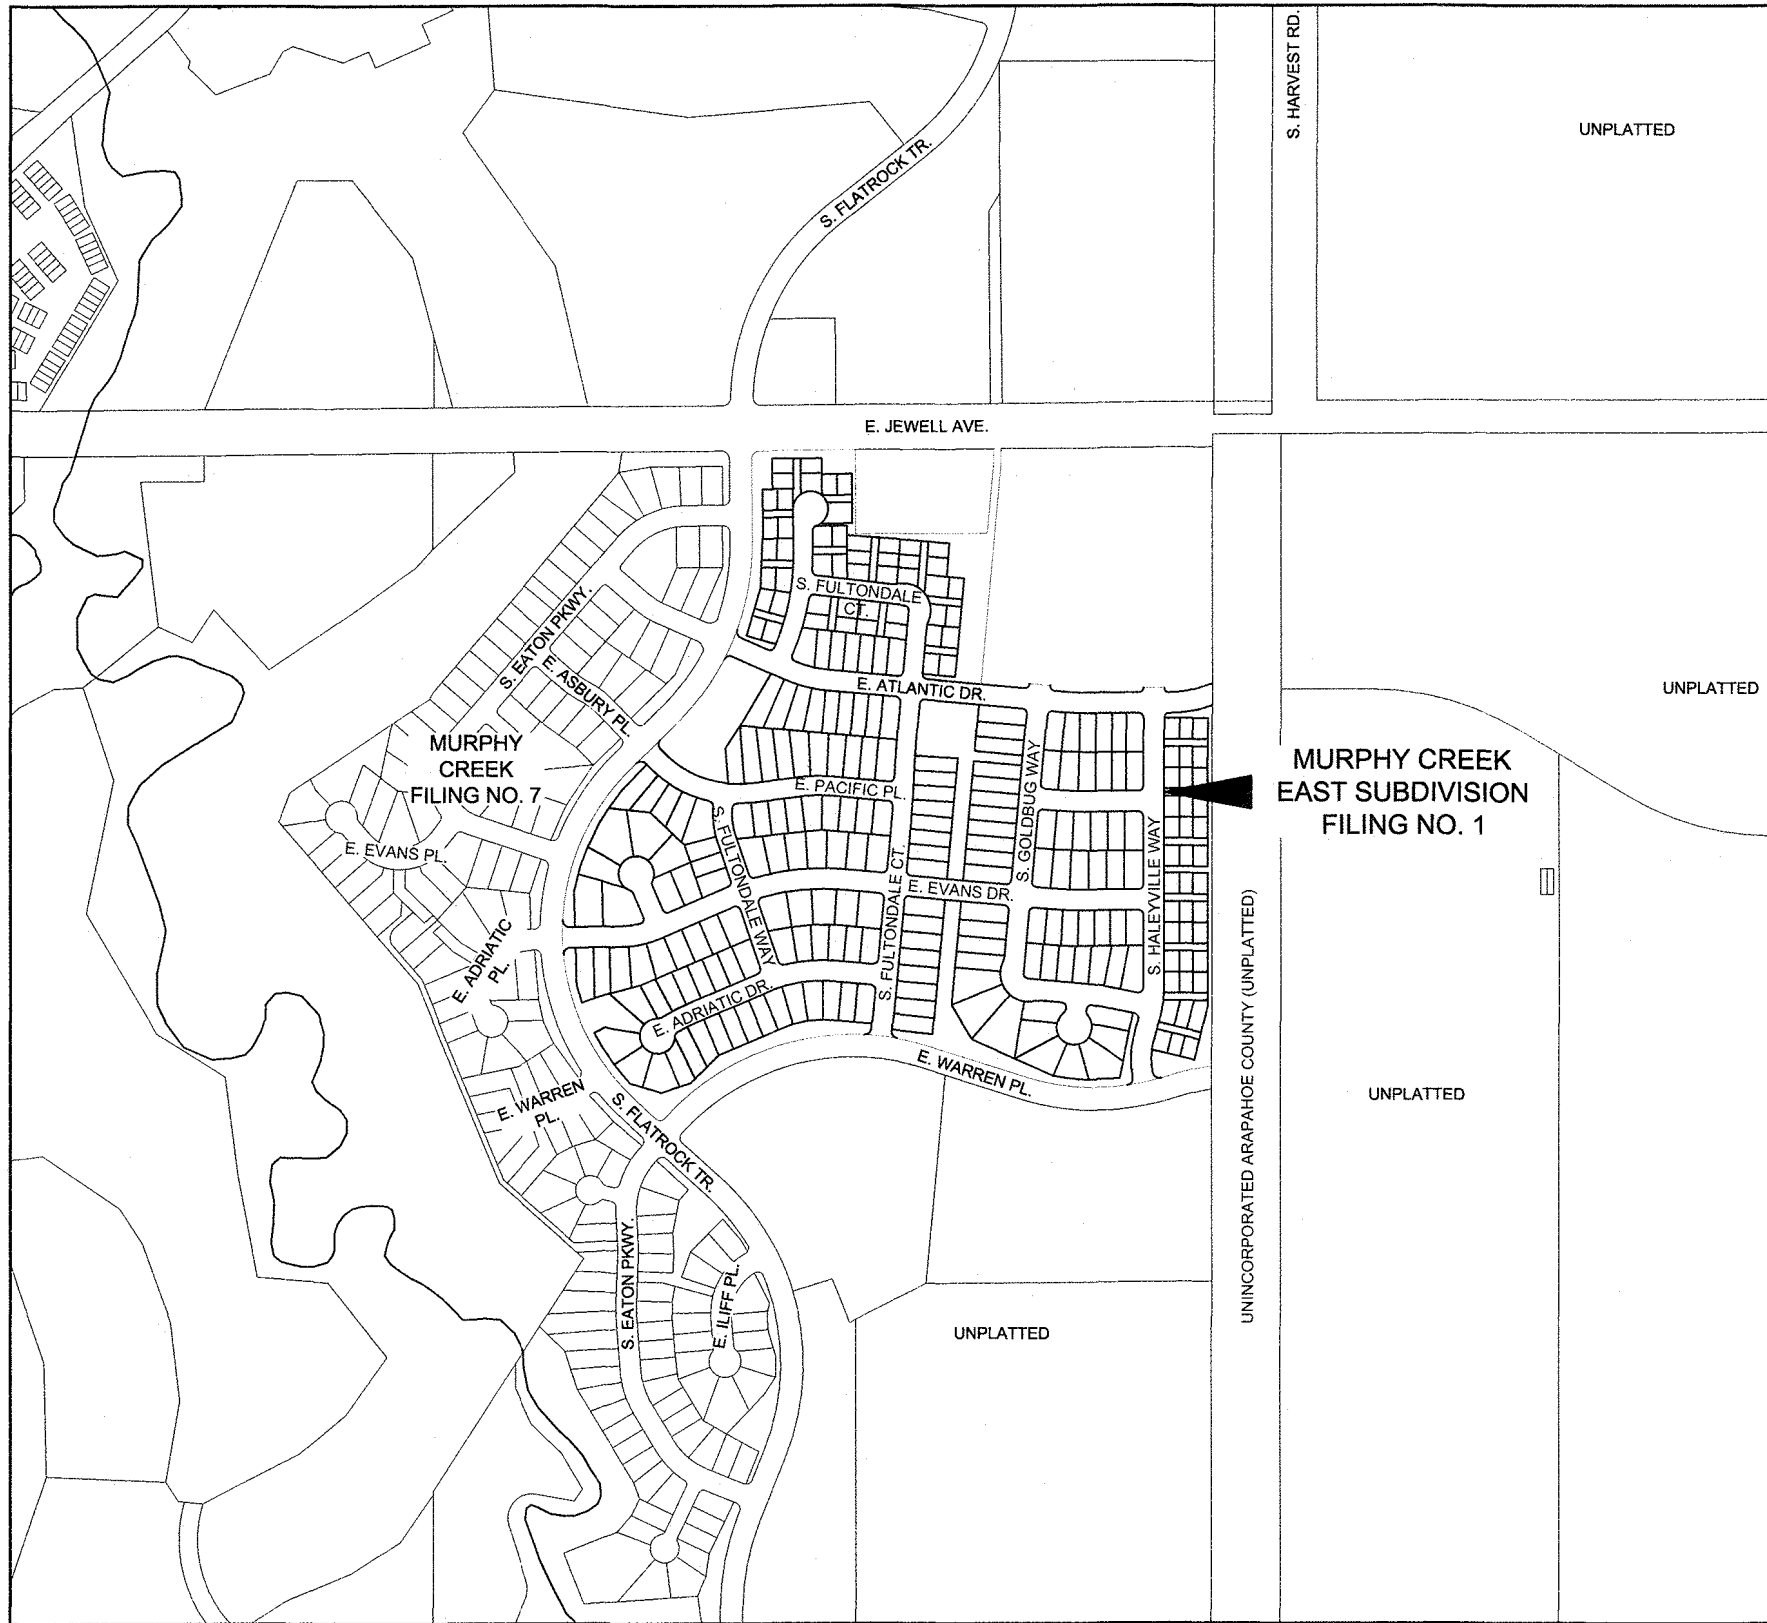 S. HARVEST RD.
UNPLATTED
S. FLATROCK TR.
E. JEWELL AVE.
S. FULTONDALE
CT.
S. EATON PKWY.
E. ASBURY PL.
E. ATLANTIC DR.
UNPLATTED
MURPHY
CREEK
FILING NO. 7
MURPHY CREEK
EAST SUBDIVISION
FILING NO. 1
E. PACIFIC PL.
S. GOLDBUG WAY
S. FULTONDALE WAY
S. HALEYVILLE WAY
E. EVANS PL.
S. FULTONDALE CT.
E. EVANS DR.
E. ADRIATIC
PL.
E. ADRIATIC DR.
UNINCORPORATED ARAPAHOE COUNTY (UNPLATTED)
E. WARREN PL.
E. WARREN
PL.
S. FLATROCK TR.
UNPLATTED
S. EATON PKWY.
E. ILIFF PL.
UNPLATTED